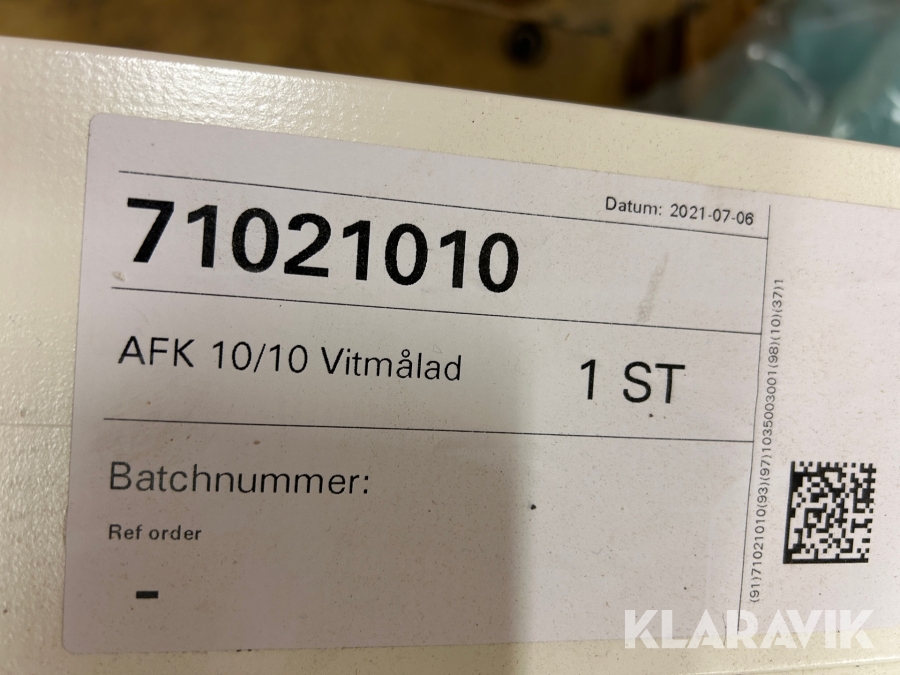 Datum: 2021-07-06
71021010
AFK 10/10 Vitmålad
1 ST
Batchnummer:
Ref order
-
(91)71021010(93)(97)1035003001(98)(10)(37)1
KLARAVIK